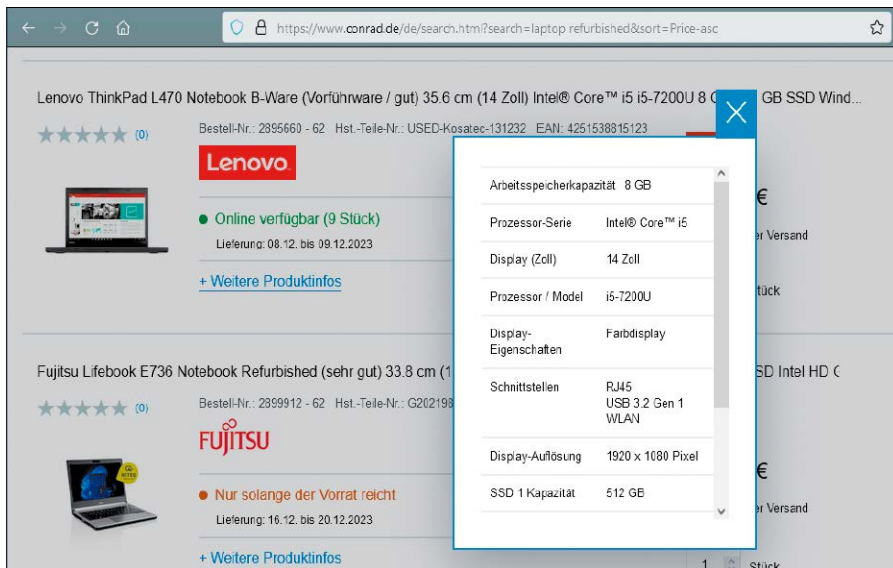 https://www.conrad.de/de/search.html?search=laptop refurbished&sort=Price-asc
Lenovo ThinkPad L470 Notebook B-Ware (Vorführware / gut) 35.6 cm (14 Zoll) Intel® Core™ i5 i5-7200U 8 GB SSD Wind...
(0)
Bestell-Nr.: 2895660 - 62 Hst.-Teile-Nr.: USED-Kosatec-131232 EAN: 4251538815123
Lenovo
Online verfügbar (9 Stück)
Lieferung: 08.12. bis 09.12.2023
+ Weitere Produktinfos
€
er Versand
tück
Arbeitsspeicherkapazität 8 GB
Prozessor-Serie Intel® Core™ i5
Display (Zoll) 14 Zoll
Prozessor / Model i5-7200U
Display-Eigenschaften Farbdisplay
Schnittstellen RJ45
USB 3.2 Gen 1
WLAN
Display-Auflösung 1920 x 1080 Pixel
SSD 1 Kapazität 512 GB
Fujitsu Lifebook E736 Notebook Refurbished (sehr gut) 33.8 cm (1
SD Intel HD
(0)
Bestell-Nr.: 2899912 - 62 Hst.-Teile-Nr.: G202198
FUJITSU
Nur solange der Vorrat reicht
Lieferung: 16.12. bis 20.12.2023
+ Weitere Produktinfos
€
er Versand
1 Stück